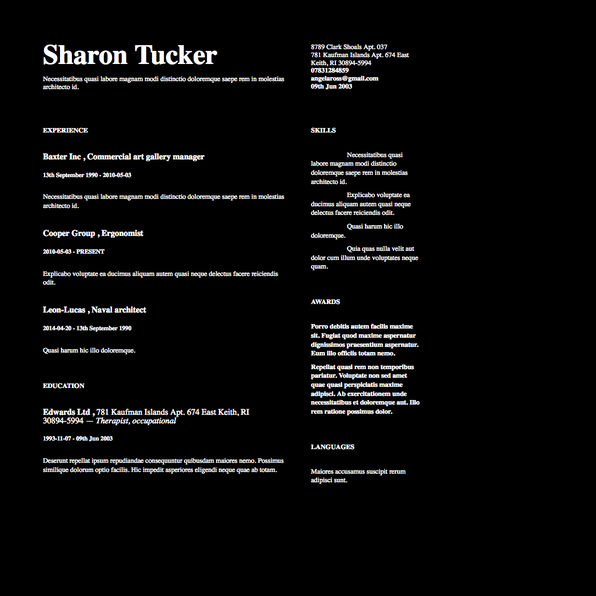 Sharon Tucker
Necessitatibus quasi labore magnam modi distinctio doloremque saepe rem in molestias
architecto id.
8789 Clark Shoals Apt. 037
781 Kaufman Islands Apt. 674 East
Keith, RI 30894-5994
07831284859
angelaross@gmail.com
09th Jun 2003
EXPERIENCE
Baxter Inc , Commercial art gallery manager
13th September 1990 - 2010-05-03
Necessitatibus quasi labore magnam modi distinctio doloremque saepe rem in molestias
architecto id.
Cooper Group , Ergonomist
2010-05-03 - PRESENT
Explicabo voluptate ea ducimus aliquam autem quasi neque delectus facere reiciendis
odit.
Leon-Lucas , Naval architect
2014-04-20 - 13th September 1990
Quasi harum hic illo doloremque.
EDUCATION
Edwards Ltd , 781 Kaufman Islands Apt. 674 East Keith, RI
30894-5994 — Therapist, occupational
1993-11-07 - 09th Jun 2003
Deserunt repellat ipsum repudiandae consequuntur quibusdam maiores nemo. Possimus
similique dolorum optio facilis. Hic impedit asperiores eligendi neque quae ab totam.
SKILLS
Necessitatibus quasi
labore magnam modi distinctio
doloremque saepe rem in molestias
architecto id.
Explicabo voluptate ea
ducimus aliquam autem quasi neque
delectus facere reiciendis odit.
Quasi harum hic illo
doloremque.
Quia quas nulla velit aut
dolor cum illum unde voluptates neque
quam.
AWARDS
Porro debitis autem facilis maxime
sit. Fugiat quod maxime aspernatur
dignissimos praesentium aspernatur.
Eum illo officiis totam nemo.
Repellat quasi rem non temporibus
pariatur. Voluptate non sed amet
quae quasi perspiciatis maxime
adipisci. Ab exercitationem unde
necessitatibus et doloremque aut. Illo
rem ratione possimus dolor.
LANGUAGES
Maiores accusamus suscipit rerum
adipisci sunt.